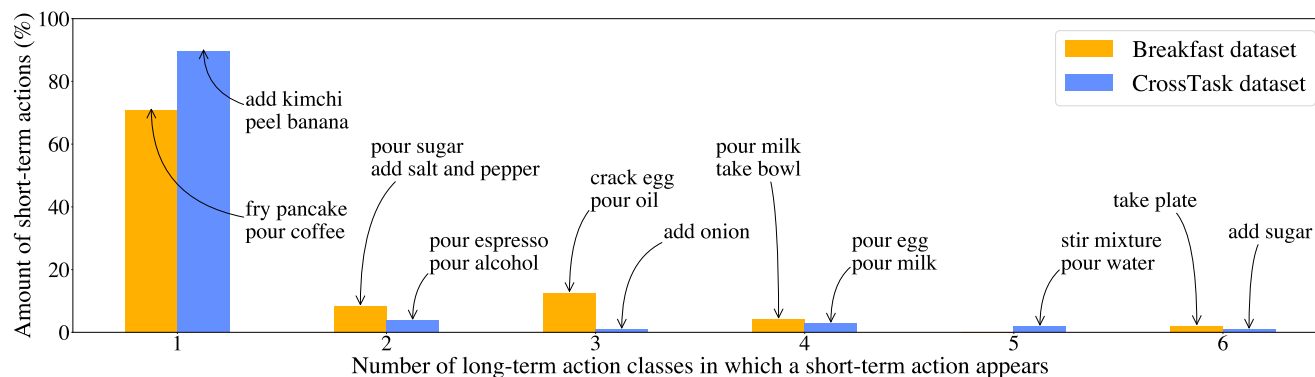 Amount of short-term actions (%)
100
80
60
40
20
0
Breakfast dataset
CrossTask dataset
add kimchi
peel banana
fry pancake
pour coffee
pour sugar
add salt and pepper
pour espresso
pour alcohol
crack egg
pour oil
add onion
pour milk
take bowl
pour egg
pour milk
stir mixture
pour water
take plate
add sugar
1 2 3 4 5 6
Number of long-term action classes in which a short-term action appears